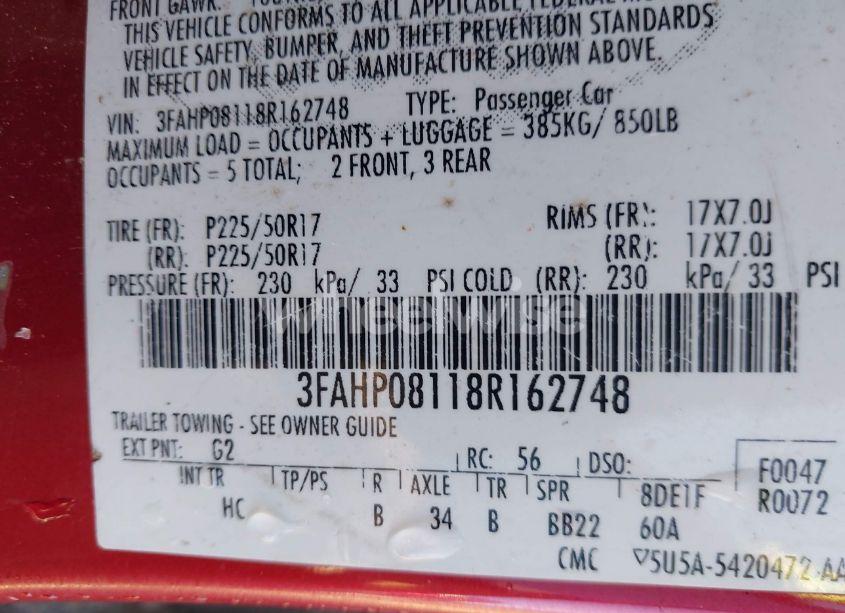 FRONT GAWR:
THIS VEHICLE CONFORMS TO ALL APPLICABLE FEDERAL
VEHICLE SAFETY, BUMPER, AND THEFT PREVENTION STANDARDS
IN EFFECT ON THE DATE OF MANUFACTURE SHOWN ABOVE.
VIN: 3FAHP08118R162748 TYPE: Passenger Car
MAXIMUM LOAD = OCCUPANTS + LUGGAGE = 385KG/ 850LB
OCCUPANTS = 5 TOTAL; 2 FRONT, 3 REAR
TIRE (FR): P225/50R17 RIMS (FR): 17X7.0J
(RR): P225/50R17 (RR): 17X7.0J
PRESSURE (FR): 230 kPa/ 33 PSI COLD (RR): 230 kPa/ 33 PSI
wheelwise
3FAHP08118R162748
TRAILER TOWING - SEE OWNER GUIDE
EXT PNT: G2 RC: 56 DSO: F0047
INT TR TP/PS R AXLE TR SPR 8DE1F R0072
HC B 34 B BB22 60A
CMC ▽5U5A-5420472-AA